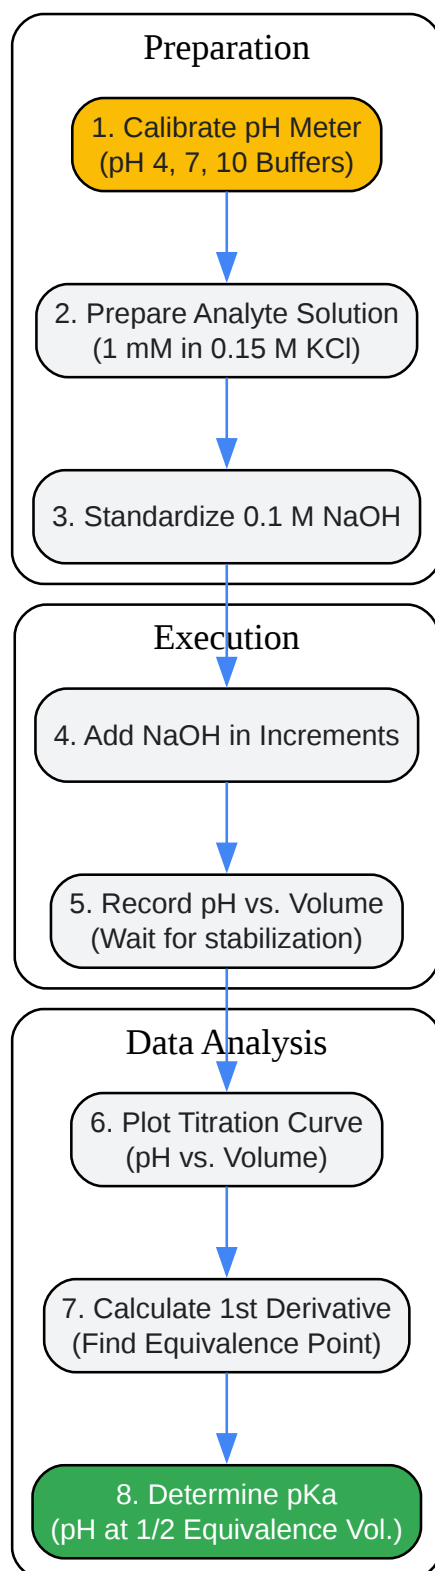 Preparation
1. Calibrate pH Meter
(pH 4, 7, 10 Buffers)
2. Prepare Analyte Solution
(1 mM in 0.15 M KCl)
3. Standardize 0.1 M NaOH
Execution
4. Add NaOH in Increments
5. Record pH vs. Volume
(Wait for stabilization)
Data Analysis
6. Plot Titration Curve
(pH vs. Volume)
7. Calculate 1st Derivative
(Find Equivalence Point)
8. Determine pKa
(pH at 1/2 Equivalence Vol.)